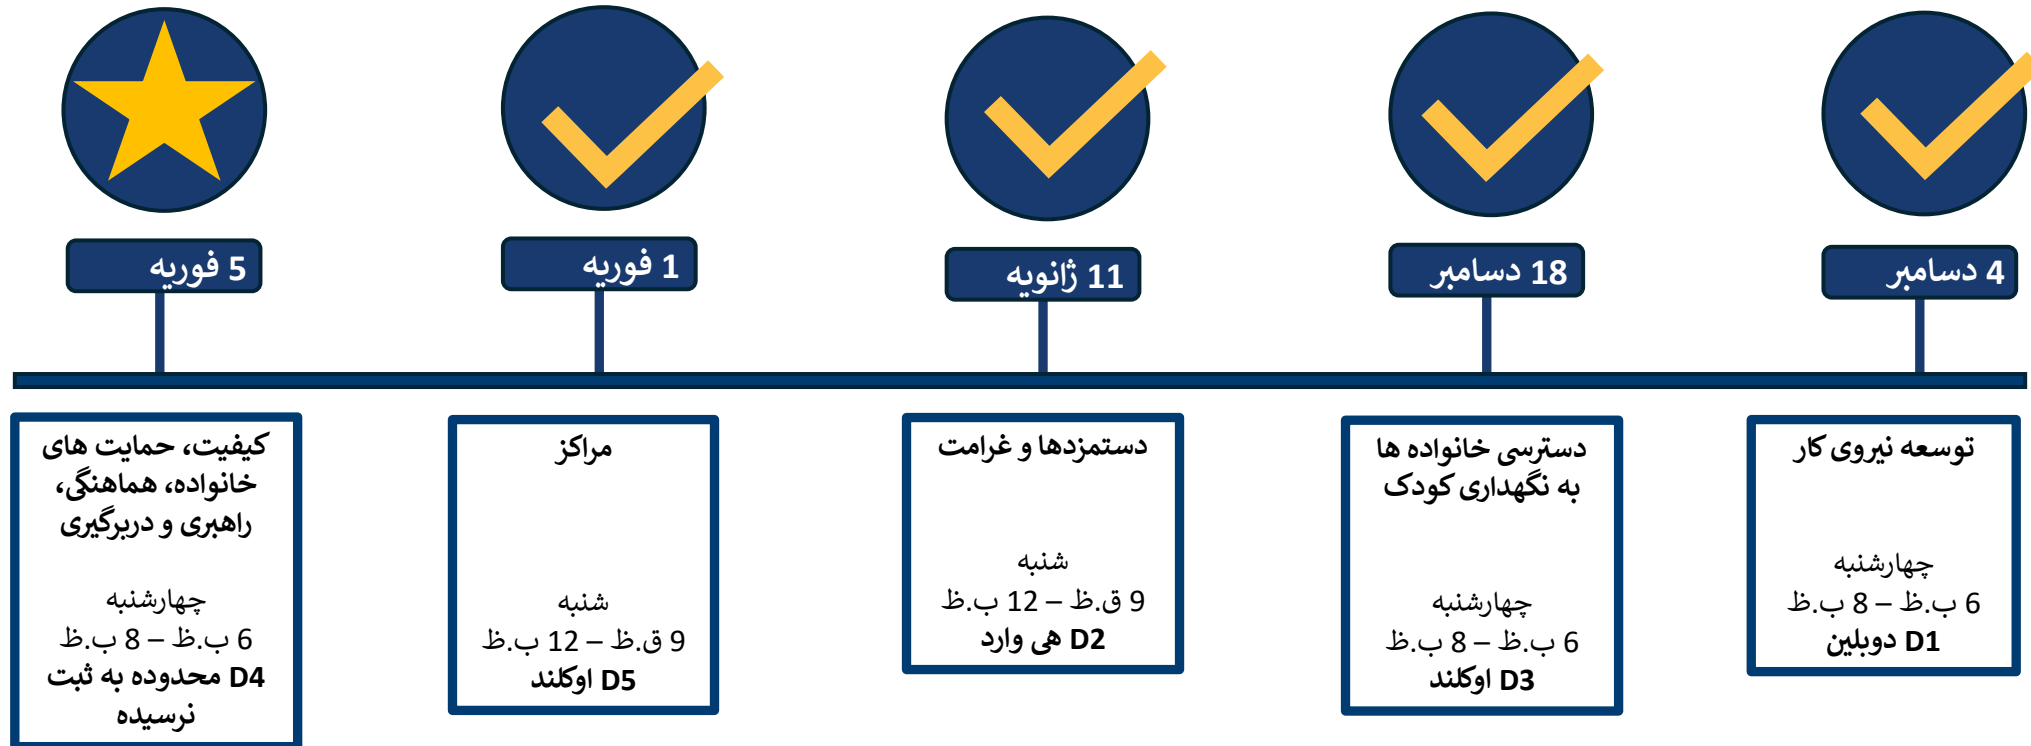 4 دسامبر
توسعه نیروی کار
چهارشنبه
6 ب.ظ – 8 ب.ظ
D1 دوبلین
18 دسامبر
دسترسی خانواده ها
به نگهداری کودک
چهارشنبه
6 ب.ظ – 8 ب.ظ
D3 اوکلند
11 ژانویه
دستمزدها و غرامت
شنبه
9 ق.ظ – 12 ب.ظ
D2 هی وارد
1 فوریه
مراکز
شنبه
9 ق.ظ – 12 ب.ظ
D5 اوکلند
5 فوریه
کیفیت، حمایت های
خانواده، هماهنگی،
راهبری و دربرگیری
چهارشنبه
6 ب.ظ – 8 ب.ظ
D4 محدوده به ثبت
نرسیده